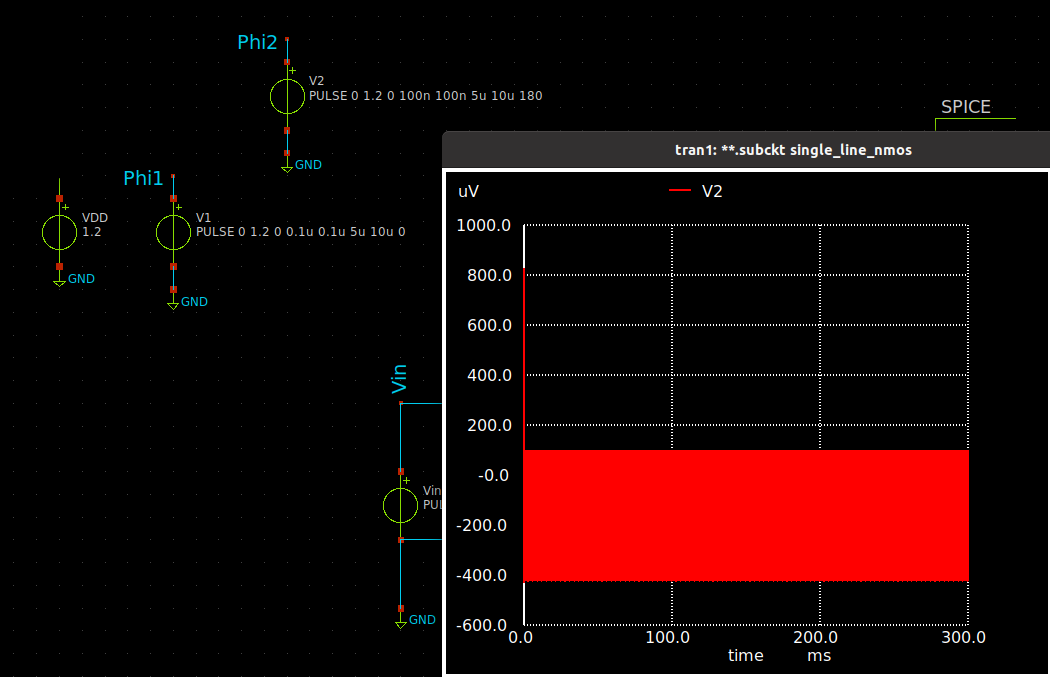 Phi2
V2
PULSE 0 1.2 0 100n 100n 5u 10u 180
GND
SPICE
Phi1
V1
PULSE 0 1.2 0 0.1u 0.1u 5u 10u 0
GND
VDD
1.2
GND
Vin
Vin
PUL
GND
tran1: **.subckt single_line_nmos
uV
V2
1000.0
800.0
600.0
400.0
200.0
-0.0
-200.0
-400.0
-600.0
0.0 100.0 200.0 300.0
time ms